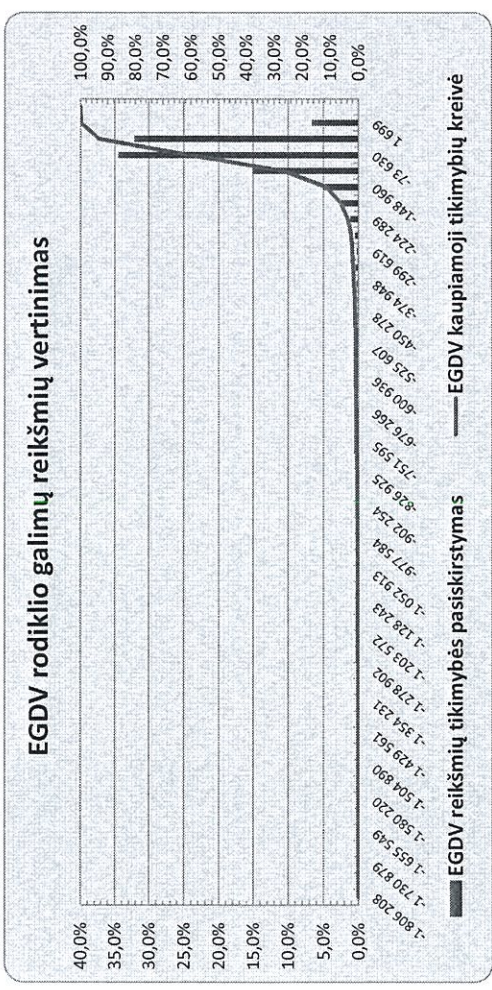 EGDV rodiklio galimų reikšmių vertinimas
40,0%
35,0%
30,0%
25,0%
20,0%
15,0%
10,0%
5,0%
0,0%
100,0%
90,0%
80,0%
70,0%
60,0%
50,0%
40,0%
30,0%
20,0%
10,0%
0,0%
-1 806 208
-1 730 879
-1 655 549
-1 580 220
-1 504 890
-1 429 561
-1 354 231
-1 278 902
-1 203 572
-1 128 243
-1 052 913
-977 584
-902 254
-826 925
-751 595
-676 266
-600 936
-525 607
-450 278
-374 948
-299 619
-224 289
-148 960
-73 630
1 699
EGDV reikšmių tikimybės pasiskirstymas
EGDV kaupiamoji tikimybių kreivė